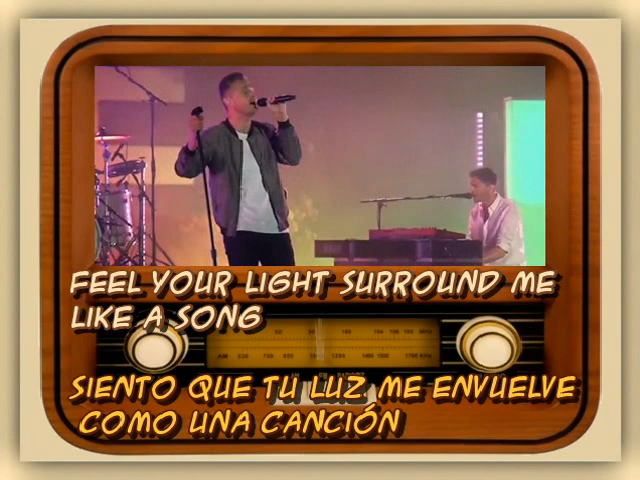 FEEL YOUR LIGHT SURROUND ME
LIKE A SONG
SIENTO QUE TU LUZ ME ENVUELVE
COMO UNA CANCIÓN